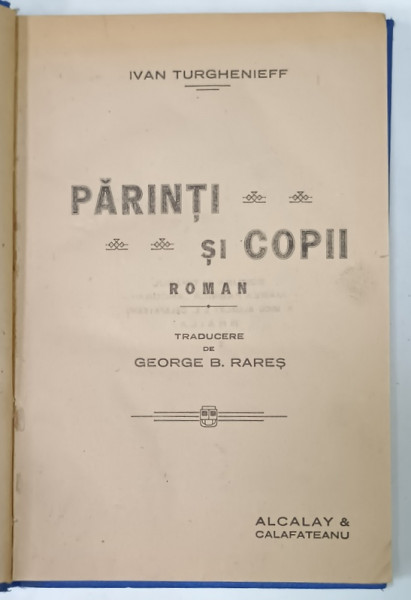 IVAN TURGHENIEFF
PĂRINȚI
ȘI COPII
ROMAN
TRADUCERE
DE
GEORGE B. RAREȘ
ALCALAY &
CALAFATEANU